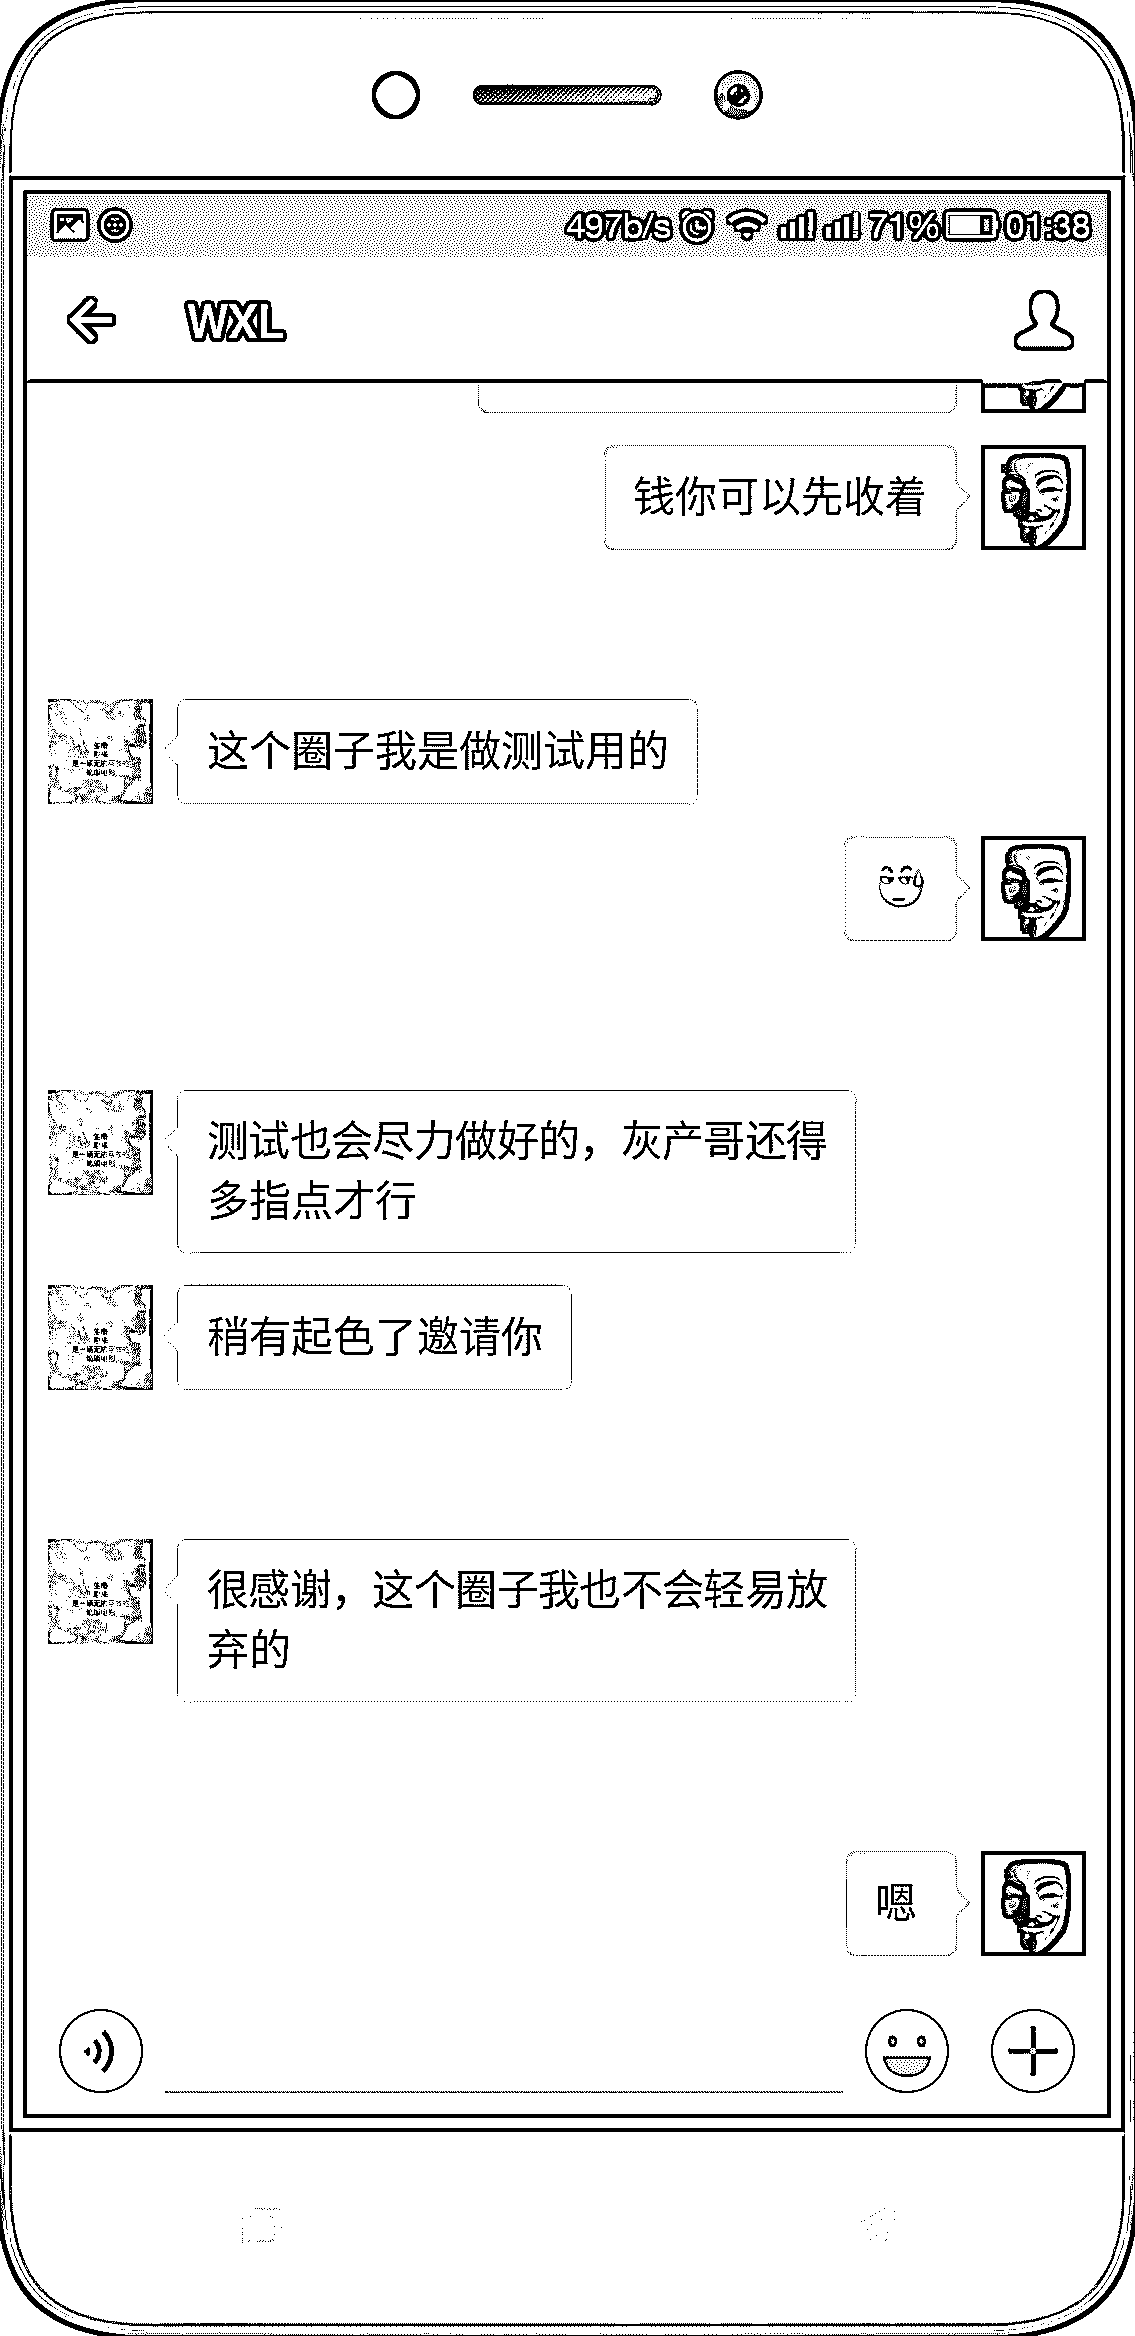 497b/s 71% 01:38
WXL
钱你可以先收着
这个圈子我是做测试用的
测试也会尽力做好的，灰产哥还得
多指点才行
稍有起色了邀请你
很感谢，这个圈子我也不会轻易放
弃的
嗯